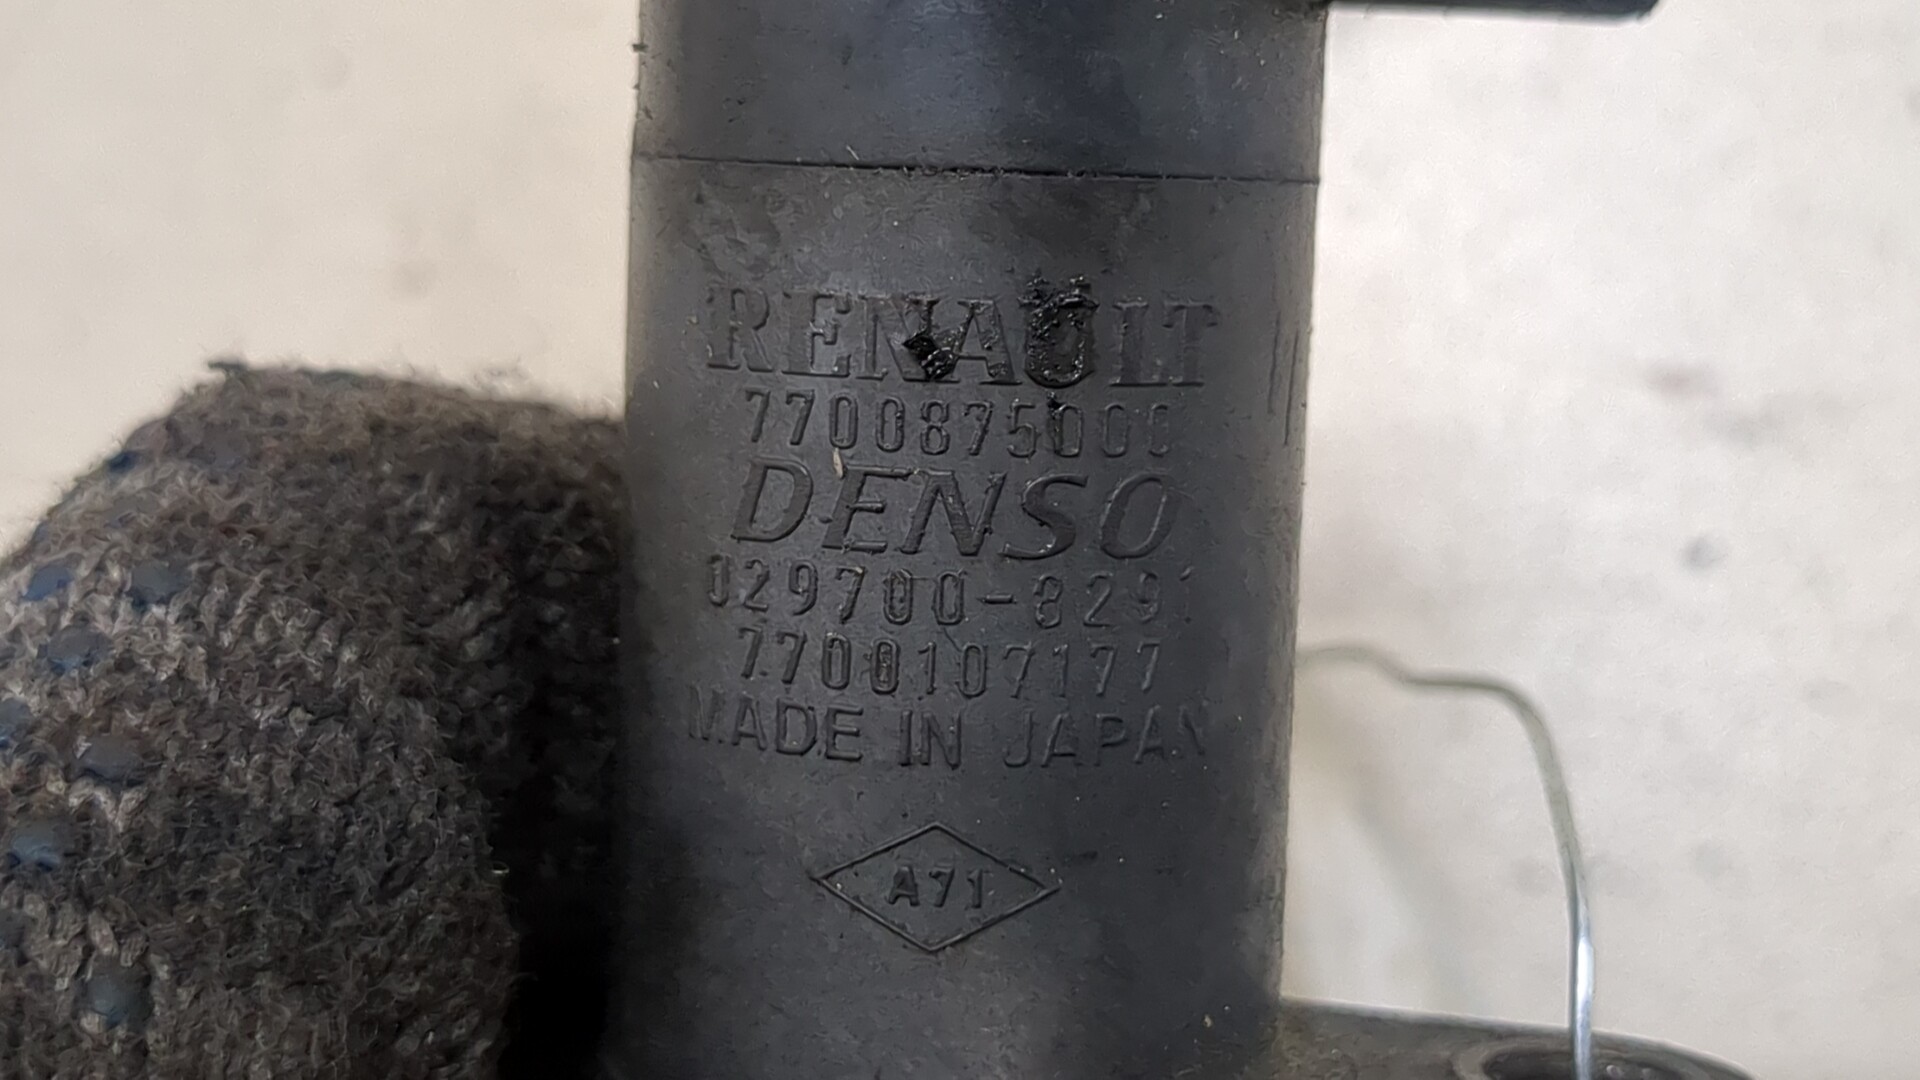 RENAULT
7700875000
DENSO
029700-8291
7700107177
MADE IN JAPAN
A71